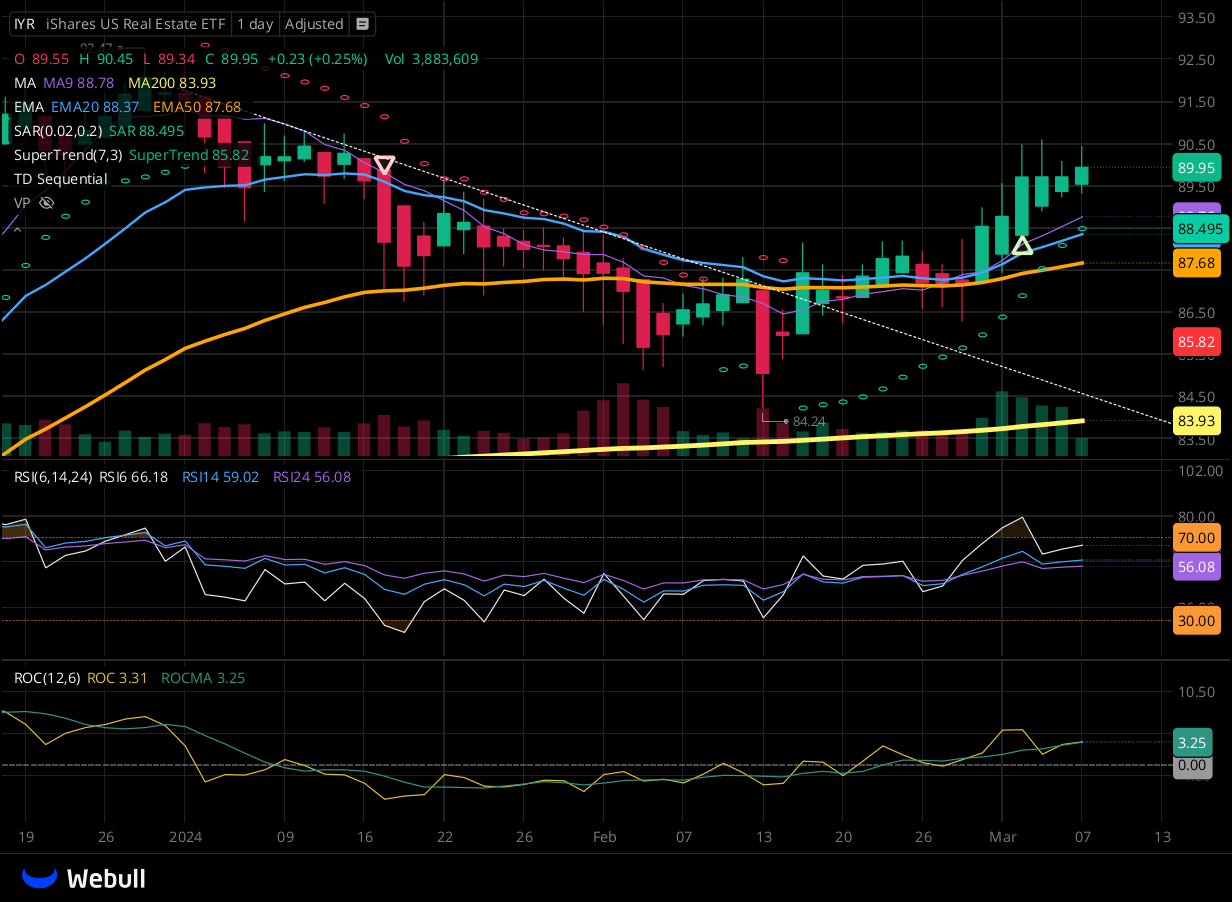 IYR iShares US Real Estate ETF 1 day Adjusted
93.50
92.47
O 89.55 H 90.45 L 89.34 C 89.95 +0.23 (+0.25%) Vol 3,883,609
92.50
MA MA9 88.78 MA200 83.93
EMA EMA20 88.37 EMA50 87.68
91.50
SAR(0.02,0.2) SAR 88.495
90.50
SuperTrend(7,3) SuperTrend 85.82
89.95
TD Sequential
89.50
VP
88.495
87.68
86.50
85.82
84.50
84.24
83.93
83.50
RSI(6,14,24) RSI6 66.18 RSI14 59.02 RSI24 56.08
102.00
80.00
70.00
56.08
30.00
ROC(12,6) ROC 3.31 ROCMA 3.25
10.50
3.25
0.00
19 26 2024 09 16 22 26 Feb 07 13 20 26 Mar 07 13
Webull